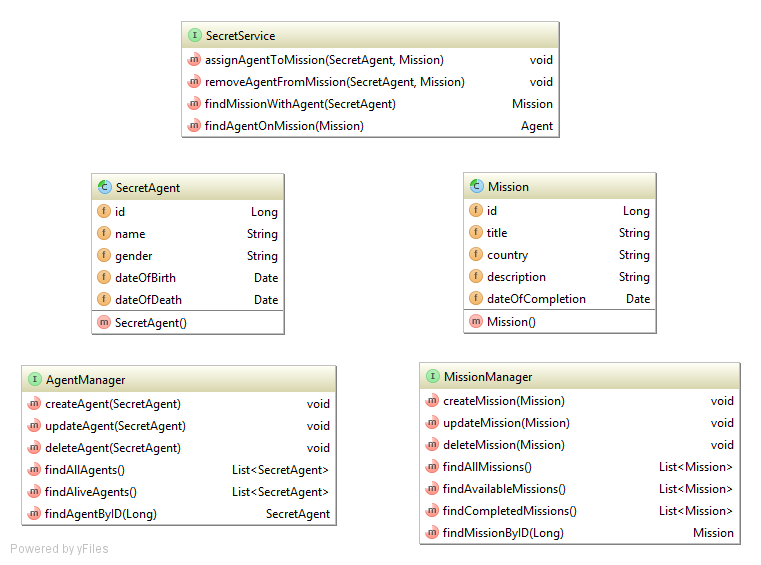 I SecretService
m assignAgentToMission(SecretAgent, Mission) void
m removeAgentFromMission(SecretAgent, Mission) void
m findMissionWithAgent(SecretAgent) Mission
m findAgentOnMission(Mission) Agent
C SecretAgent
f id Long
f name String
f gender String
f dateOfBirth Date
f dateOfDeath Date
m SecretAgent()
C Mission
f id Long
f title String
f country String
f description String
f dateOfCompletion Date
m Mission()
I AgentManager
m createAgent(SecretAgent) void
m updateAgent(SecretAgent) void
m deleteAgent(SecretAgent) void
m findAllAgents() List<SecretAgent>
m findAliveAgents() List<SecretAgent>
m findAgentByID(Long) SecretAgent
I MissionManager
m createMission(Mission) void
m updateMission(Mission) void
m deleteMission(Mission) void
m findAllMissions() List<Mission>
m findAvailableMissions() List<Mission>
m findCompletedMissions() List<Mission>
m findMissionByID(Long) Mission
Powered by yFiles